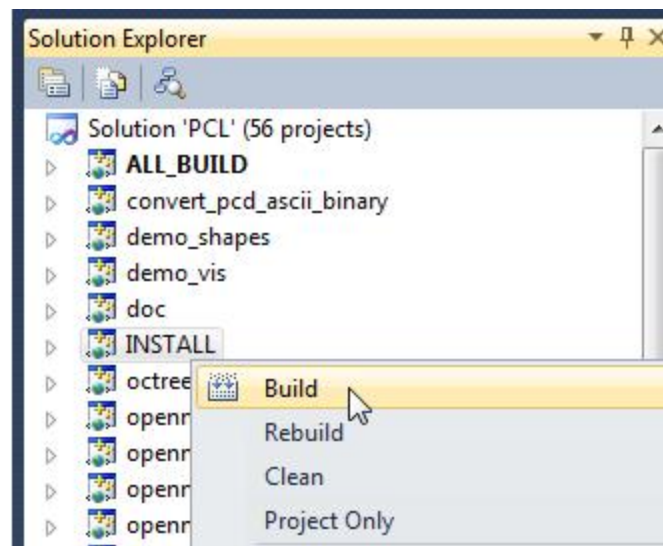 Solution Explorer
Solution 'PCL' (56 projects)
ALL_BUILD
convert_pcd_ascii_binary
demo_shapes
demo_vis
doc
INSTALL
octree
Build
Rebuild
Clean
Project Only